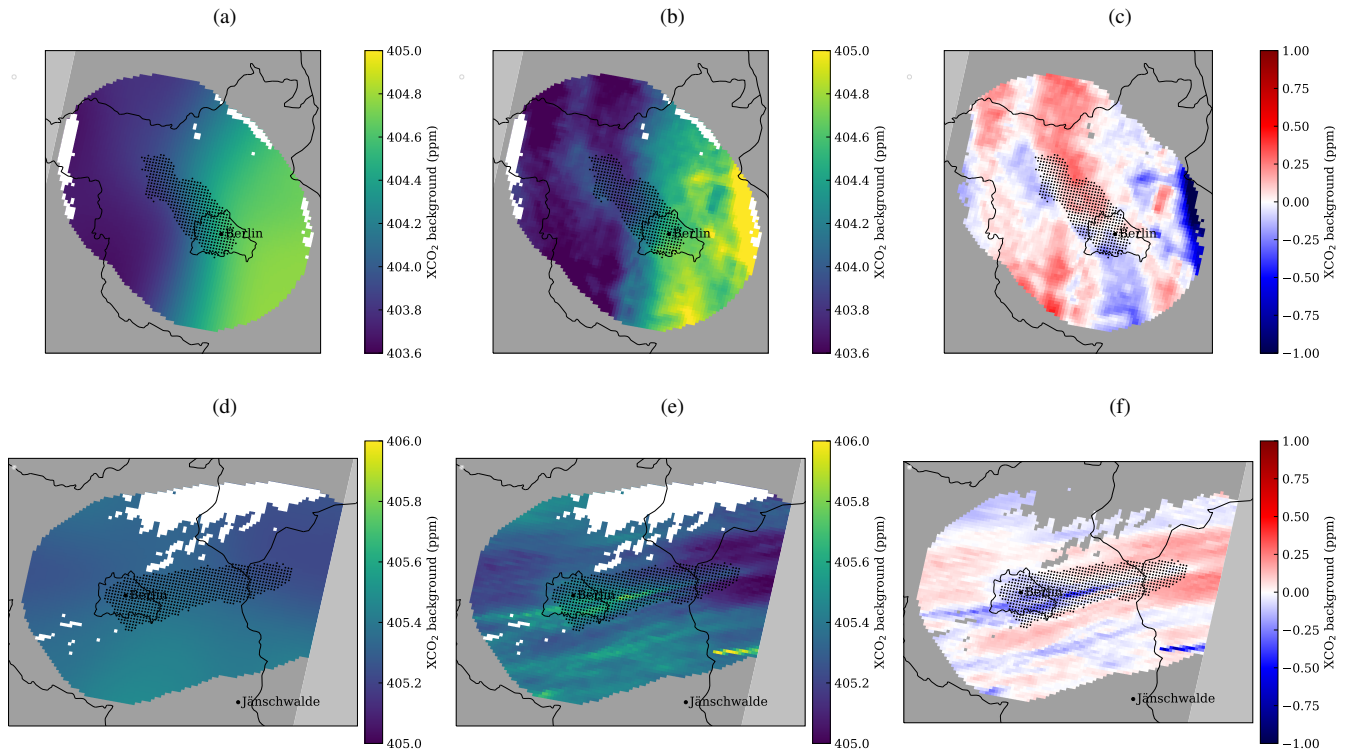 (a)
(b)
(c)
405.0
404.8
404.6
404.4
404.2
404.0
403.8
403.6
XCO₂ background (ppm)
Berlin
405.0
404.8
404.6
404.4
404.2
404.0
403.8
403.6
XCO₂ background (ppm)
Berlin
1.00
0.75
0.50
0.25
0.00
−0.25
−0.50
−0.75
−1.00
XCO₂ background (ppm)
Berlin
(d)
(e)
(f)
406.0
405.8
405.6
405.4
405.2
405.0
XCO₂ background (ppm)
Berlin
Jänschwalde
406.0
405.8
405.6
405.4
405.2
405.0
XCO₂ background (ppm)
Berlin
Jänschwalde
1.00
0.75
0.50
0.25
0.00
−0.25
−0.50
−0.75
−1.00
XCO₂ background (ppm)
Berlin
Jänschwalde